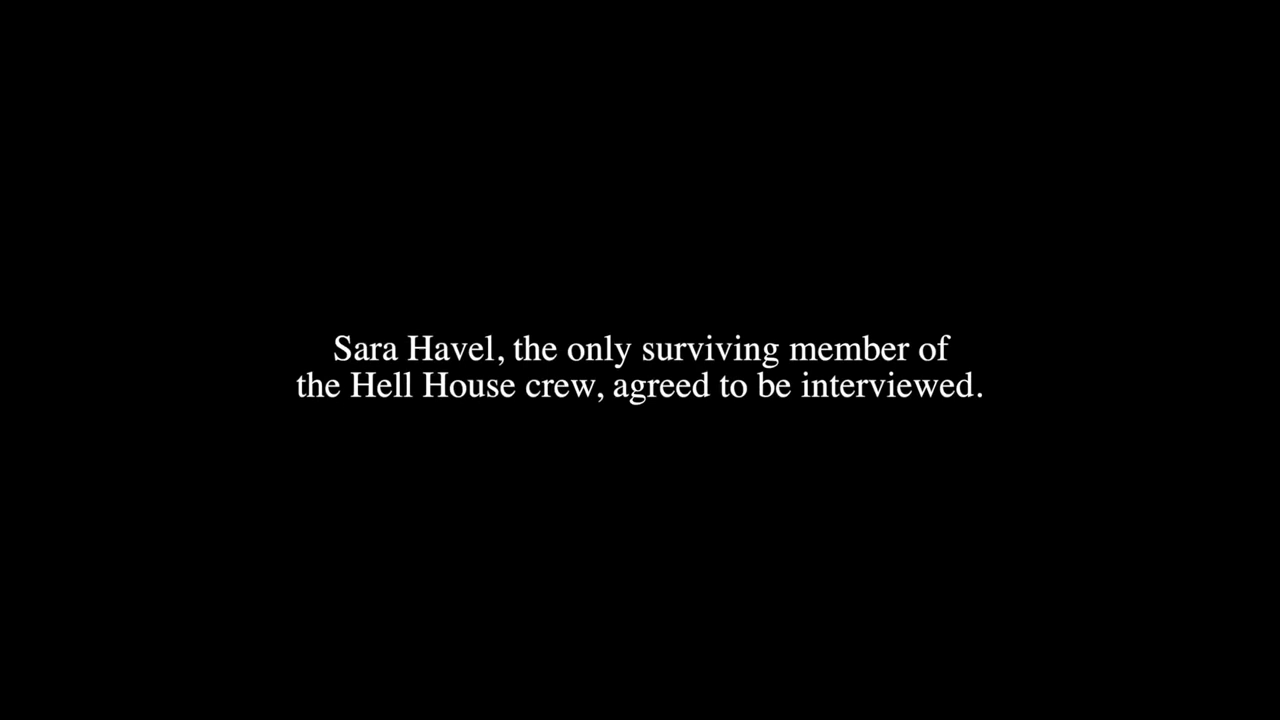 Sara Havel, the only surviving member of
the Hell House crew, agreed to be interviewed.